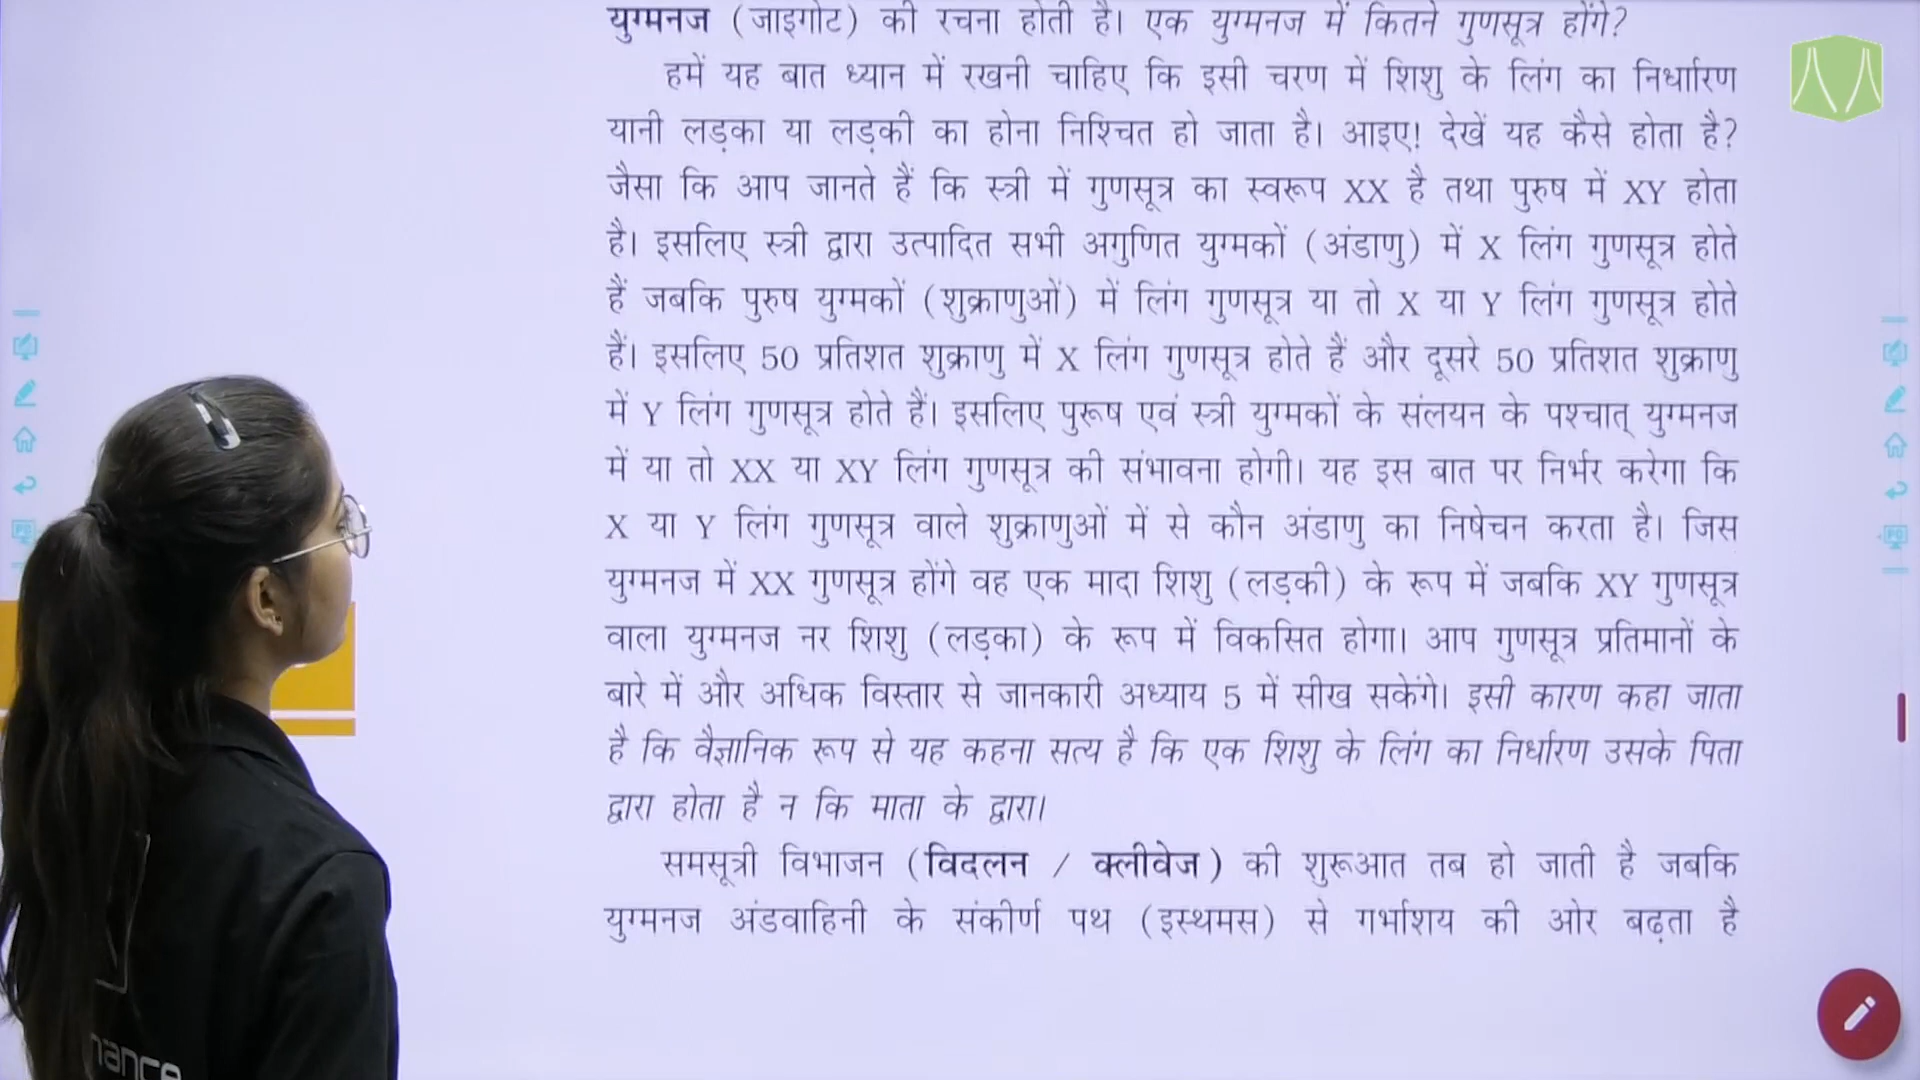 युग्मनज (जाइगोट) की रचना होती है। एक युग्मनज में कितने गुणसूत्र होंगे?
हमें यह बात ध्यान में रखनी चाहिए कि इसी चरण में शिशु के लिंग का निर्धारण
यानी लड़का या लड़की का होना निश्चित हो जाता है। आइए! देखें यह कैसे होता है?
जैसा कि आप जानते हैं कि स्त्री में गुणसूत्र का स्वरूप XX है तथा पुरुष में XY होता
है। इसलिए स्त्री द्वारा उत्पादित सभी अगुणित युग्मकों (अंडाणु) में X लिंग गुणसूत्र होते
हैं जबकि पुरुष युग्मकों (शुक्राणुओं) में लिंग गुणसूत्र या तो X या Y लिंग गुणसूत्र होते
हैं। इसलिए 50 प्रतिशत शुक्राणु में X लिंग गुणसूत्र होते हैं और दूसरे 50 प्रतिशत शुक्राणु
में Y लिंग गुणसूत्र होते हैं। इसलिए पुरूष एवं स्त्री युग्मकों के संलयन के पश्चात् युग्मनज
में या तो XX या XY लिंग गुणसूत्र की संभावना होगी। यह इस बात पर निर्भर करेगा कि
X या Y लिंग गुणसूत्र वाले शुक्राणुओं में से कौन अंडाणु का निषेचन करता है। जिस
युग्मनज में XX गुणसूत्र होंगे वह एक मादा शिशु (लड़की) के रूप में जबकि XY गुणसूत्र
वाला युग्मनज नर शिशु (लड़का) के रूप में विकसित होगा। आप गुणसूत्र प्रतिमानों के
बारे में और अधिक विस्तार से जानकारी अध्याय 5 में सीख सकेंगे। इसी कारण कहा जाता
है कि वैज्ञानिक रूप से यह कहना सत्य है कि एक शिशु के लिंग का निर्धारण उसके पिता
द्वारा होता है न कि माता के द्वारा।
समसूत्री विभाजन (विदलन / क्लीवेज) की शुरूआत तब हो जाती है जबकि
युग्मनज अंडवाहिनी के संकीर्ण पथ (इस्थमस) से गर्भाशय की ओर बढ़ता है